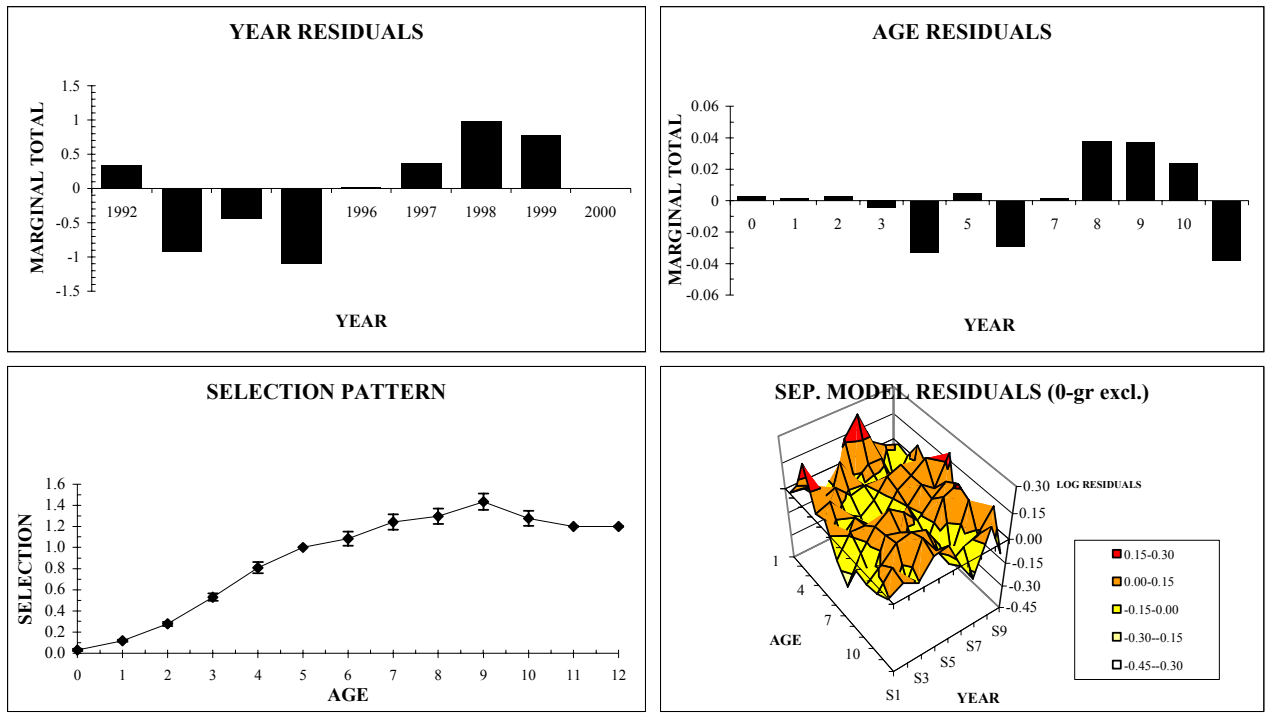 YEAR RESIDUALS
MARGINAL TOTAL
1.5
1
0.5
0
-0.5
-1
-1.5
1992 1996 1997 1998 1999 2000
YEAR
AGE RESIDUALS
MARGINAL TOTAL
0.06
0.04
0.02
0
-0.02
-0.04
-0.06
0 1 2 3 5 7 8 9 10
YEAR
SELECTION PATTERN
SELECTION
1.6
1.4
1.2
1.0
0.8
0.6
0.4
0.2
0.0
0 1 2 3 4 5 6 7 8 9 10 11 12
AGE
SEP. MODEL RESIDUALS (0-gr excl.)
0.30 LOG RESIDUALS
0.15
0.00
-0.15
-0.30
-0.45
1
4
7
10
AGE
S1
S3
S5
S7
S9
YEAR
0.15-0.30
0.00-0.15
-0.15-0.00
-0.30--0.15
-0.45--0.30